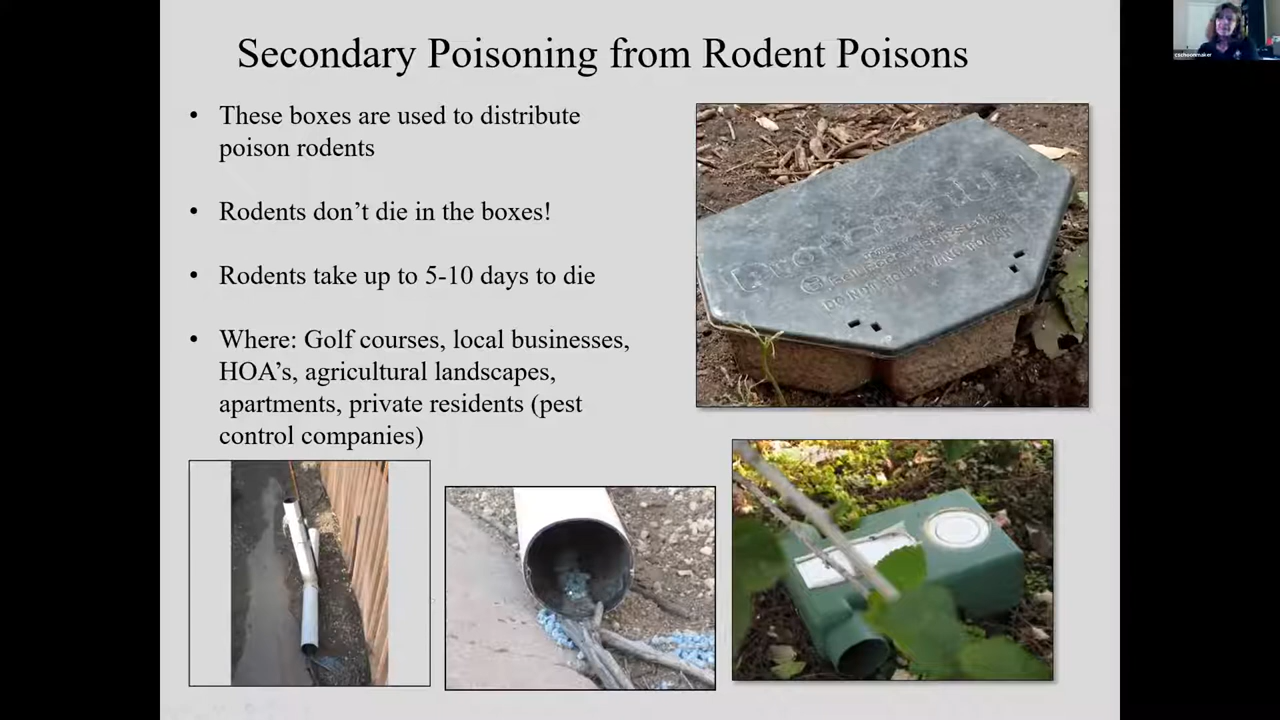 Secondary Poisoning from Rodent Poisons
cschoonmaker
• These boxes are used to distribute
poison rodents
• Rodents don’t die in the boxes!
• Rodents take up to 5-10 days to die
• Where: Golf courses, local businesses,
HOA’s, agricultural landscapes,
apartments, private residents (pest
control companies)